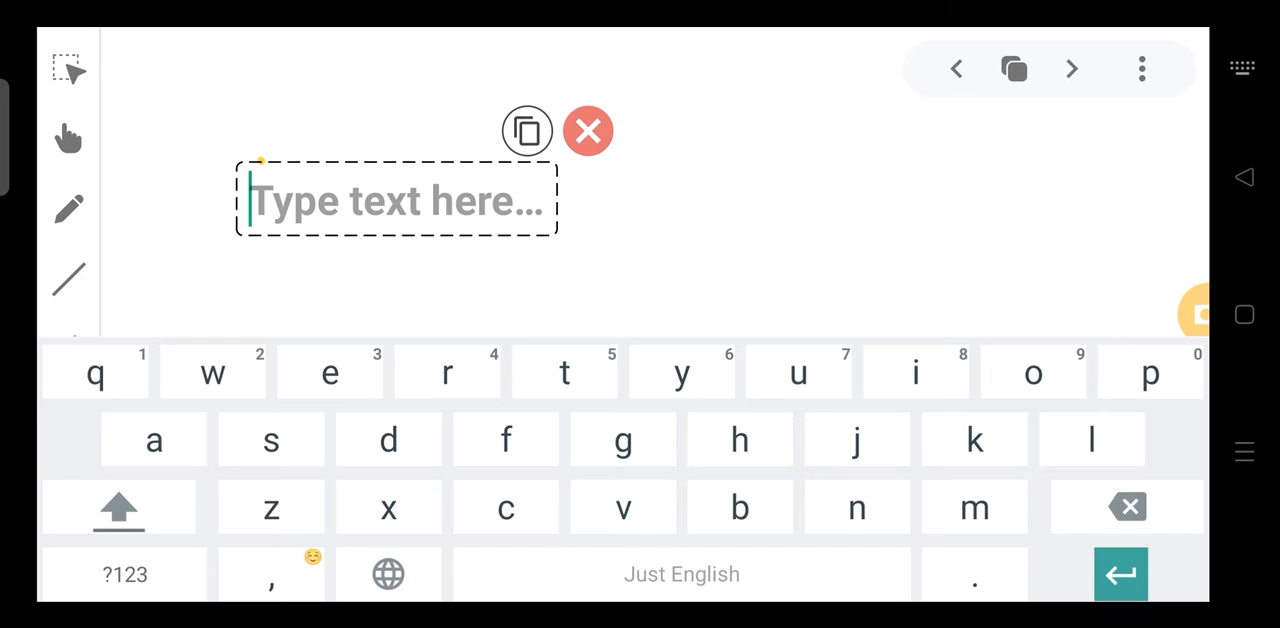 Type text here...
q 1 w 2 e 3 r 4 t 5 y 6 u 7 i 8 o 9 p 0
a s d f g h j k l
z x c v b n m
?123 , Just English .